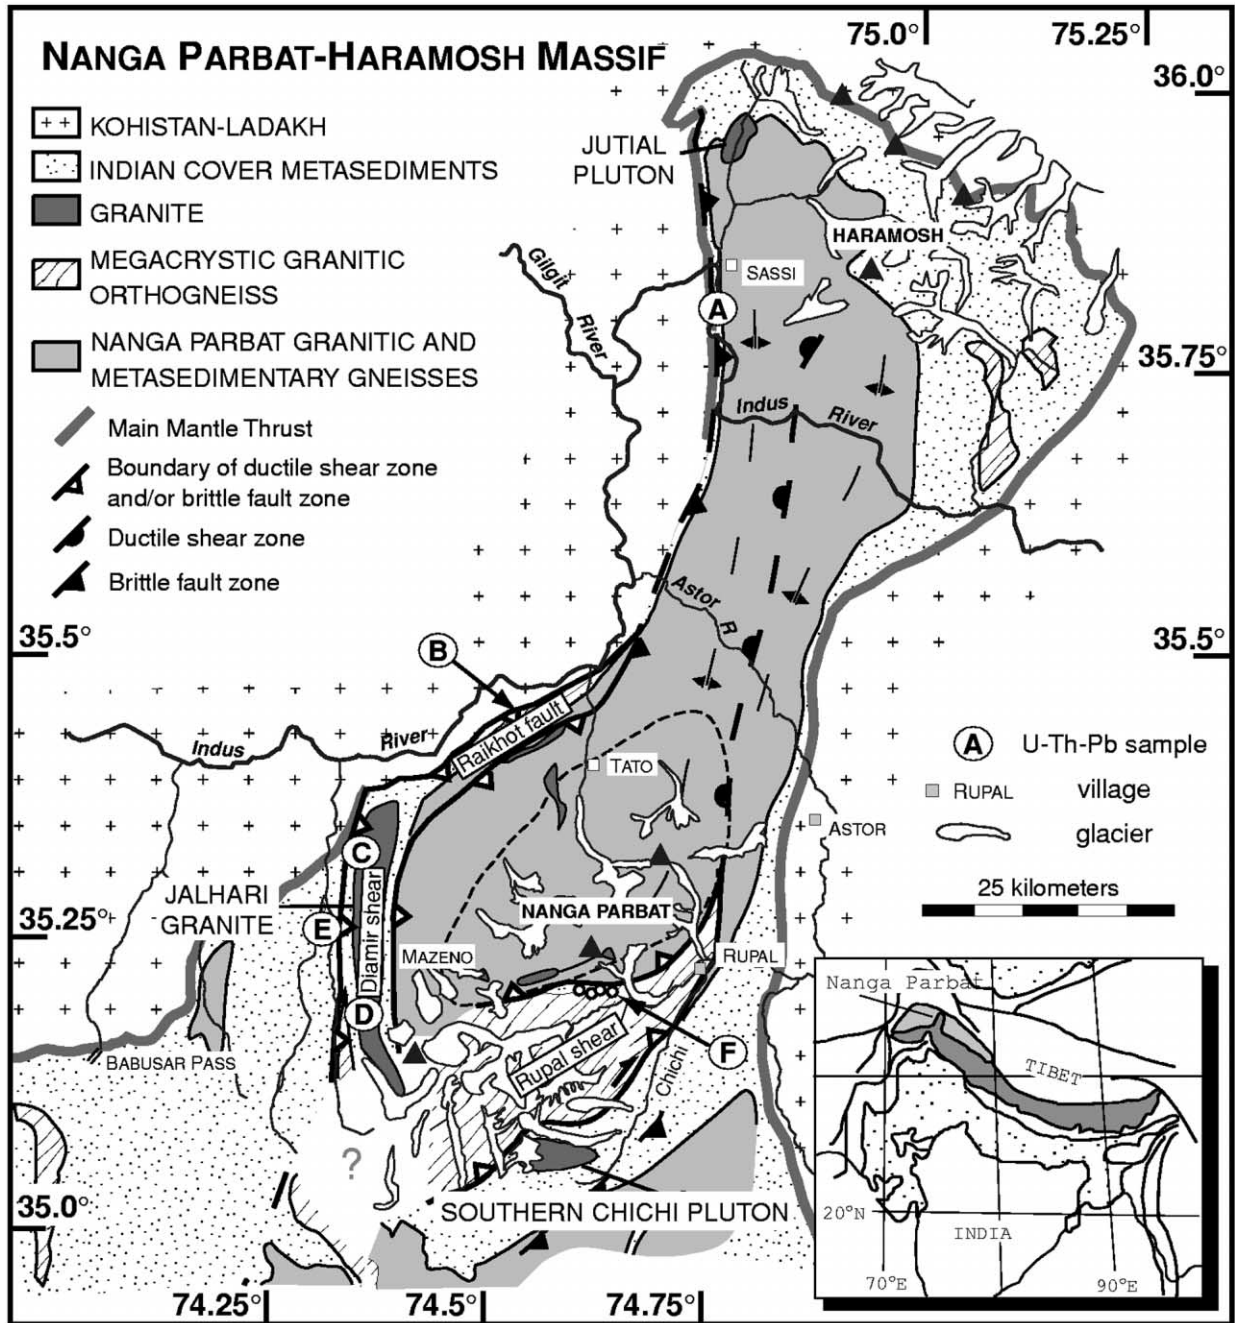 NANGA PARBAT-HARAMOSH MASSIF
75.0°
75.25°
36.0°
KOHISTAN-LADAKH
INDIAN COVER METASEDIMENTS
GRANITE
MEGACRYSTIC GRANITIC
ORTHOGNEISS
NANGA PARBAT GRANITIC AND
METASEDIMENTARY GNEISSES
Main Mantle Thrust
Boundary of ductile shear zone
and/or brittle fault zone
Ductile shear zone
Brittle fault zone
JUTIAL
PLUTON
HARAMOSH
SASSI
Gilgit
River
A
35.75°
Indus
River
Astor
R
35.5°
35.5°
B
Raikhot fault
Indus
River
TATO
A
U-Th-Pb sample
RUPAL
village
glacier
ASTOR
25 kilometers
C
JALHARI
GRANITE
Diamir shear
35.25°
E
NANGA PARBAT
MAZENO
RUPAL
D
BABUSAR PASS
Rupal shear
F
Chichi
?
35.0°
SOUTHERN CHICHI PLUTON
74.25°
74.5°
74.75°
Nanga Parbat
TIBET
20°N
INDIA
70°E
90°E